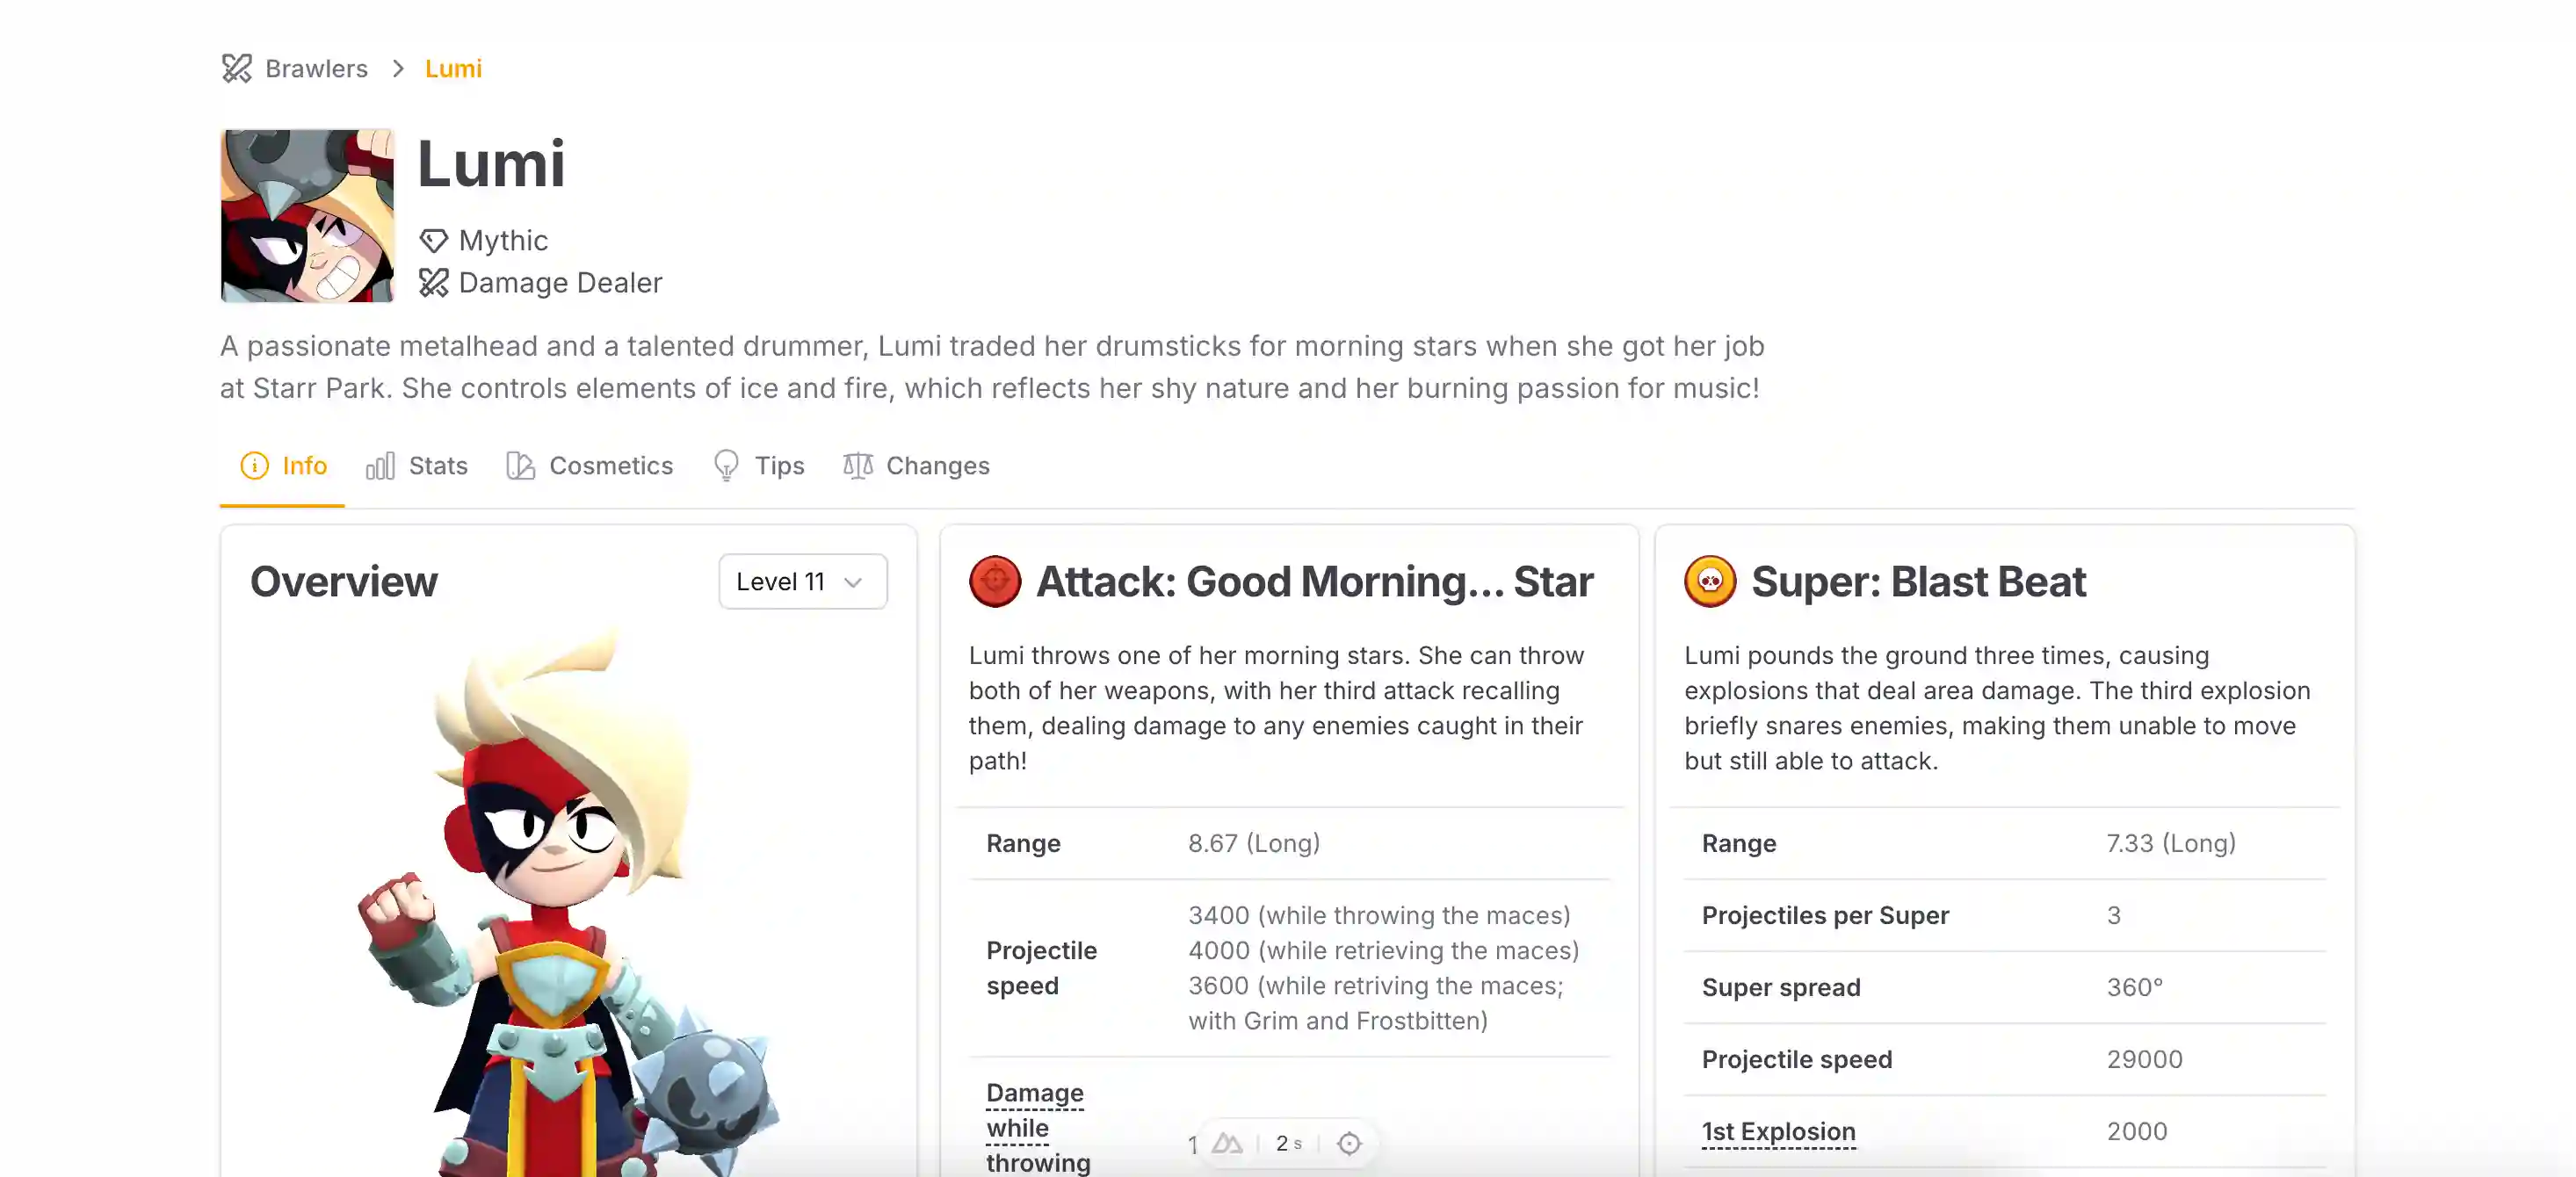 Brawlers > Lumi
Lumi
Mythic
Damage Dealer
A passionate metalhead and a talented drummer, Lumi traded her drumsticks for morning stars when she got her job
at Starr Park. She controls elements of ice and fire, which reflects her shy nature and her burning passion for music!
Info Stats Cosmetics Tips Changes
Overview
Level 11
Attack: Good Morning... Star
Lumi throws one of her morning stars. She can throw
both of her weapons, with her third attack recalling
them, dealing damage to any enemies caught in their
path!
Range 8.67 (Long)
Projectile
speed
3400 (while throwing the maces)
4000 (while retrieving the maces)
3600 (while retriving the maces;
with Grim and Frostbitten)
Damage
while
throwing
1
2 s
Super: Blast Beat
Lumi pounds the ground three times, causing
explosions that deal area damage. The third explosion
briefly snares enemies, making them unable to move
but still able to attack.
Range 7.33 (Long)
Projectiles per Super 3
Super spread 360°
Projectile speed 29000
1st Explosion 2000